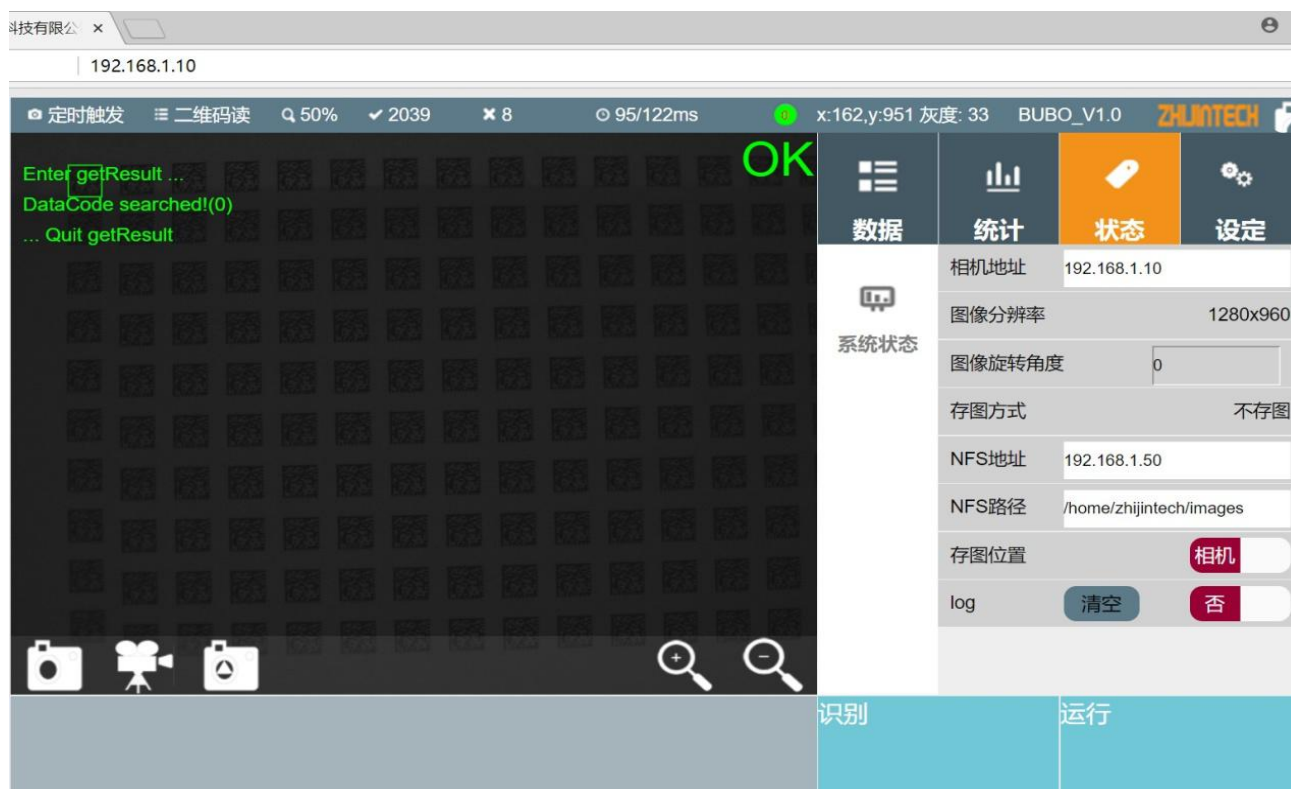 科技有限公
192.168.1.10
定时触发 二维码读 50% 2039 8 95/122ms 0 x:162,y:951 灰度: 33 BUBO_V1.0 ZHIJINTECH
OK
Enter getResult ...
DataCode searched!(0)
... Quit getResult
数据 统计 状态 设定
系统状态
相机地址 192.168.1.10
图像分辨率 1280x960
图像旋转角度 0
存图方式 不存图
NFS地址 192.168.1.50
NFS路径 /home/zhijintech/images
存图位置 相机
log 清空 否
识别 运行